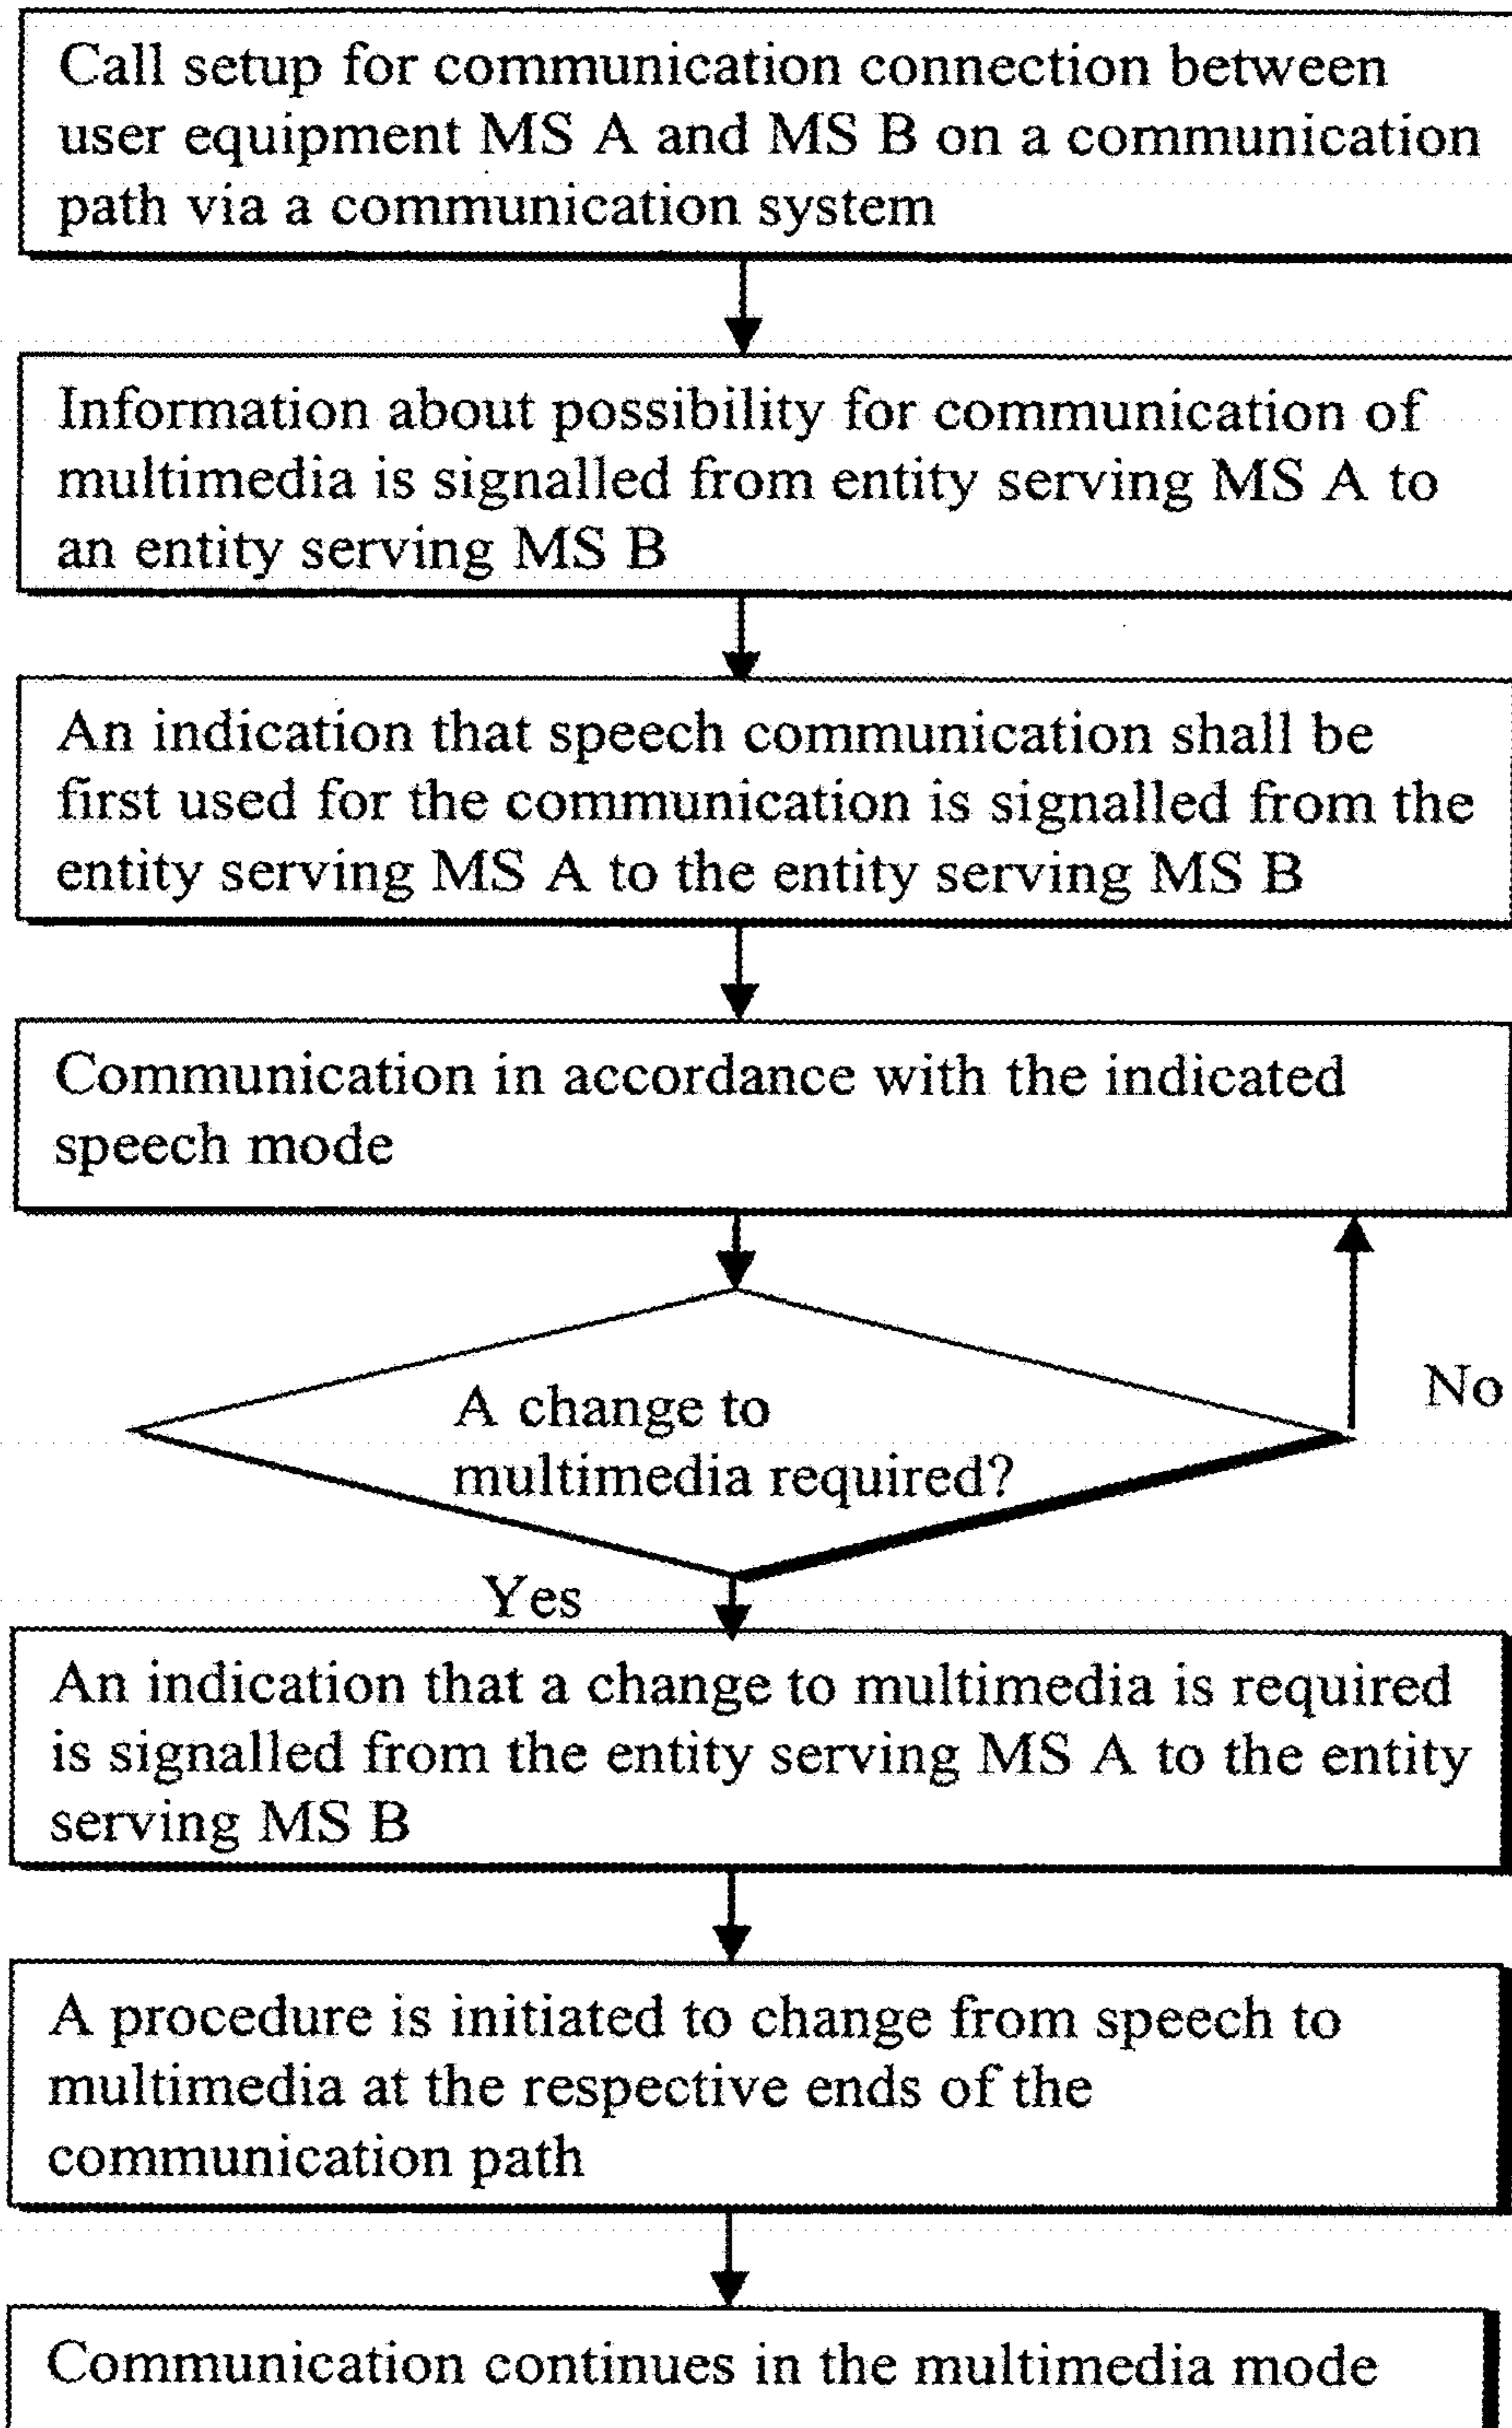 Call setup for communication connection between
user equipment MS A and MS B on a communication
path via a communication system
Information about possibility for communication of
multimedia is signalled from entity serving MS A to
an entity serving MS B
An indication that speech communication shall be
first used for the communication is signalled from the
entity serving MS A to the entity serving MS B
Communication in accordance with the indicated
speech mode
A change to
multimedia required?
No
Yes
An indication that a change to multimedia is required
is signalled from the entity serving MS A to the entity
serving MS B
A procedure is initiated to change from speech to
multimedia at the respective ends of the
communication path
Communication continues in the multimedia mode